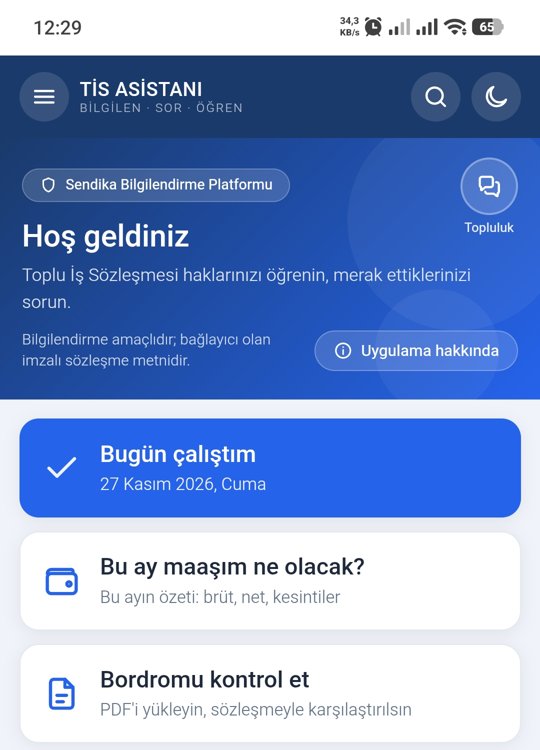 12:29
34,3
KB/s
65
TİS ASİSTANI
BİLGİLEN · SOR · ÖĞREN
Sendika Bilgilendirme Platformu
Topluluk
Hoş geldiniz
Toplu İş Sözleşmesi haklarınızı öğrenin, merak ettiklerinizi
sorun.
Bilgilendirme amaçlıdır; bağlayıcı olan
imzalı sözleşme metnidir.
Uygulama hakkında
Bugün çalıştım
27 Kasım 2026, Cuma
Bu ay maaşım ne olacak?
Bu ayın özeti: brüt, net, kesintiler
Bordromu kontrol et
PDF'i yükleyin, sözleşmeyle karşılaştırılsın